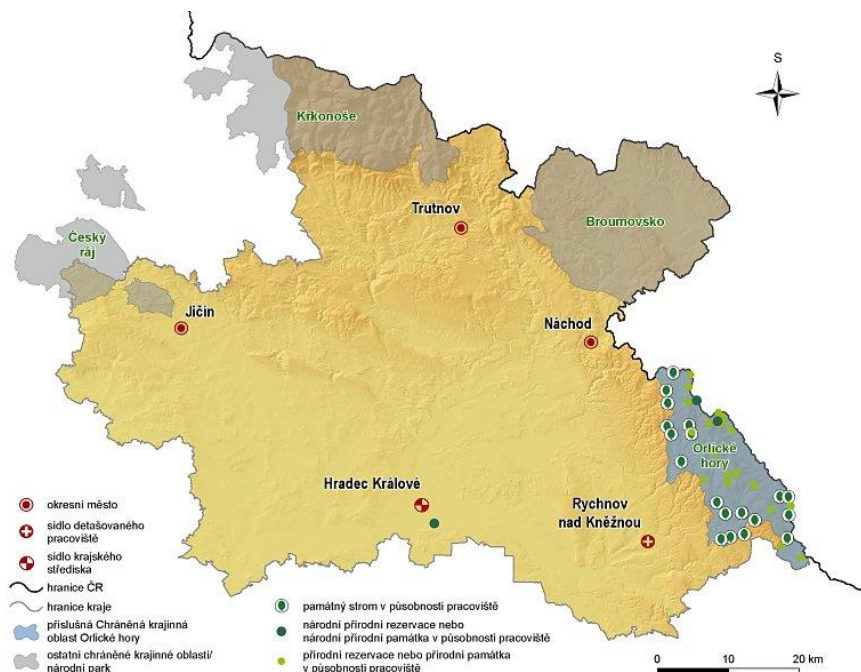 S
Krkonoše
Trutnov
Broumovsko
Český
ráj
Jičín
Náchod
Orlické
hory
Hradec Králové
Rychnov
nad Kněžnou
okresní město
sídlo detašovaného
pracoviště
sídlo krajského
střediska
hranice ČR
hranice kraje
příslušná Chráněná krajinná
oblast Orlické hory
ostatní chráněné krajinné oblasti/
národní park
památný strom v působnosti pracoviště
národní přírodní rezervace nebo
národní přírodní památka v působnosti pracoviště
přírodní rezervace nebo přírodní památka
v působnosti pracoviště
0 10 20 km